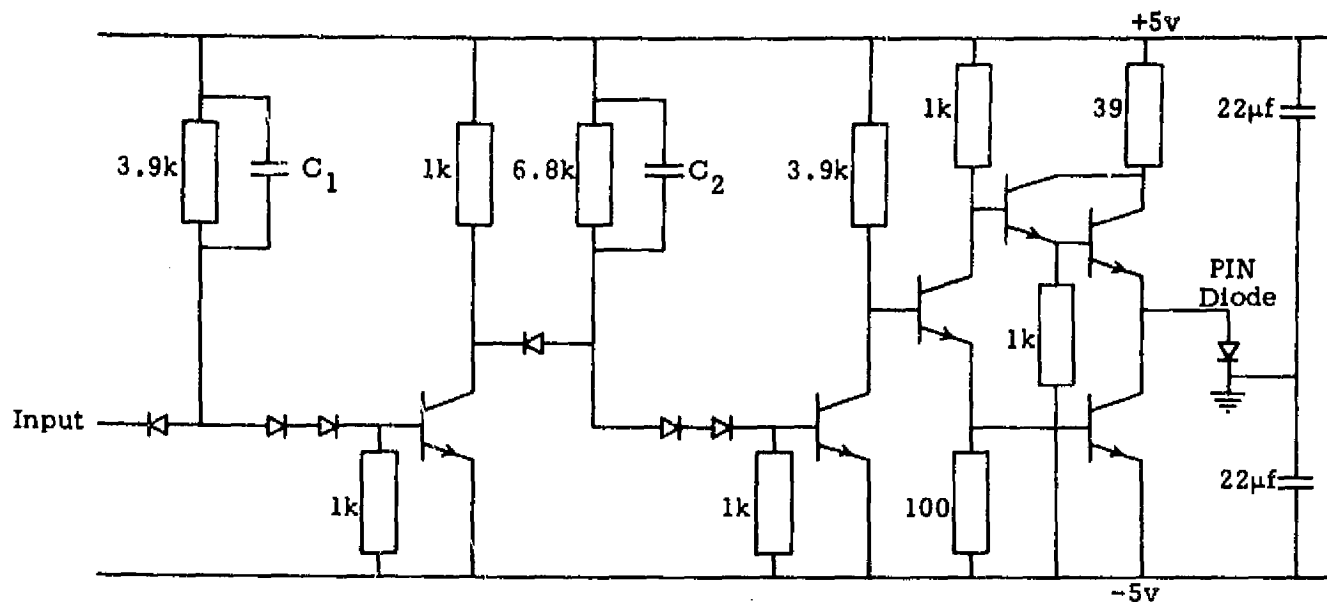 +5v
1k
39
22µf
3.9k
C1
1k
6.8k
C2
3.9k
PIN
Diode
1k
Input
1k
1k
100
22µf
-5v